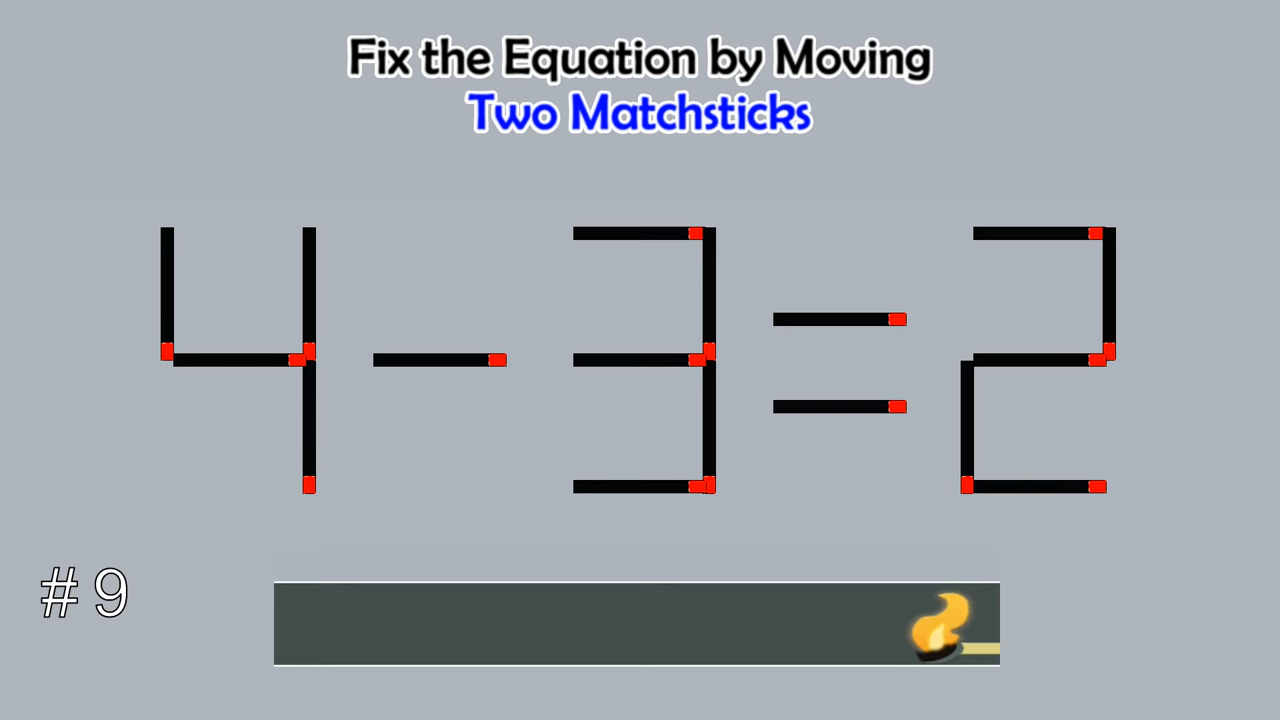 Fix the Equation by Moving
Two Matchsticks
4 - 3 = 2
# 9